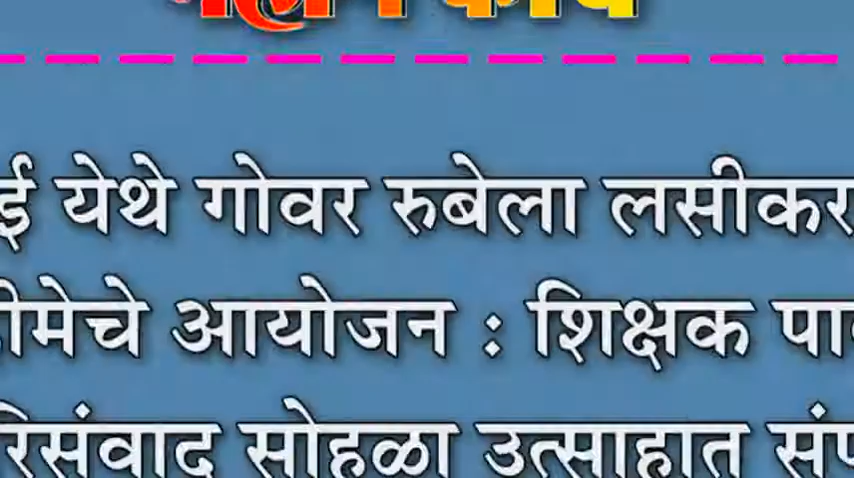 ई येथे गोवर रुबेला लसीकर
मेचे आयोजन : शिक्षक पा
रिसंवाद सोहळा उत्साहात संप